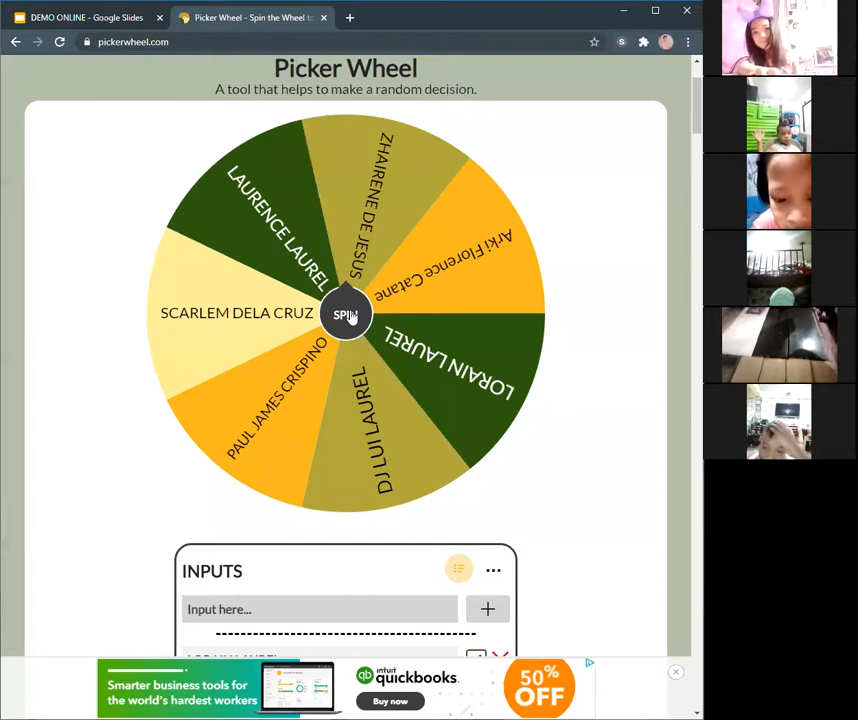 DEMO ONLINE - Google Slides
Picker Wheel - Spin the Wheel to
pickerwheel.com
Picker Wheel
A tool that helps to make a random decision.
ZHAIRENE DE JESUS
Arki Florence Catane
LORAIN LAUREL
DJ LUI LAUREL
PAUL JAMES CRISPINO
SCARLEM DELA CRUZ
LAURENCE LAUREL
SPIN
INPUTS
Input here...
Smarter business tools for
the world's hardest workers
intuit
quickbooks.
Buy now
50%
OFF